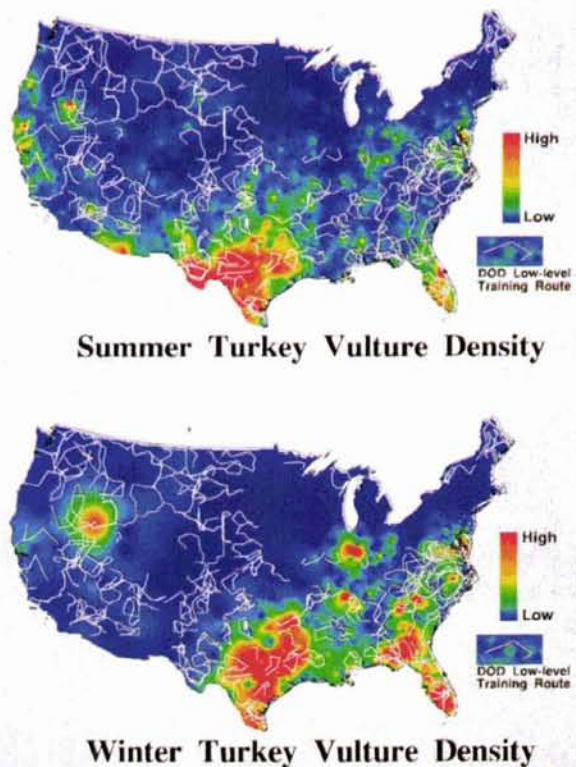 High
Low
DOD Low-level
Training Route
Summer Turkey Vulture Density
High
Low
DOD Low-level
Training Route
Winter Turkey Vulture Density